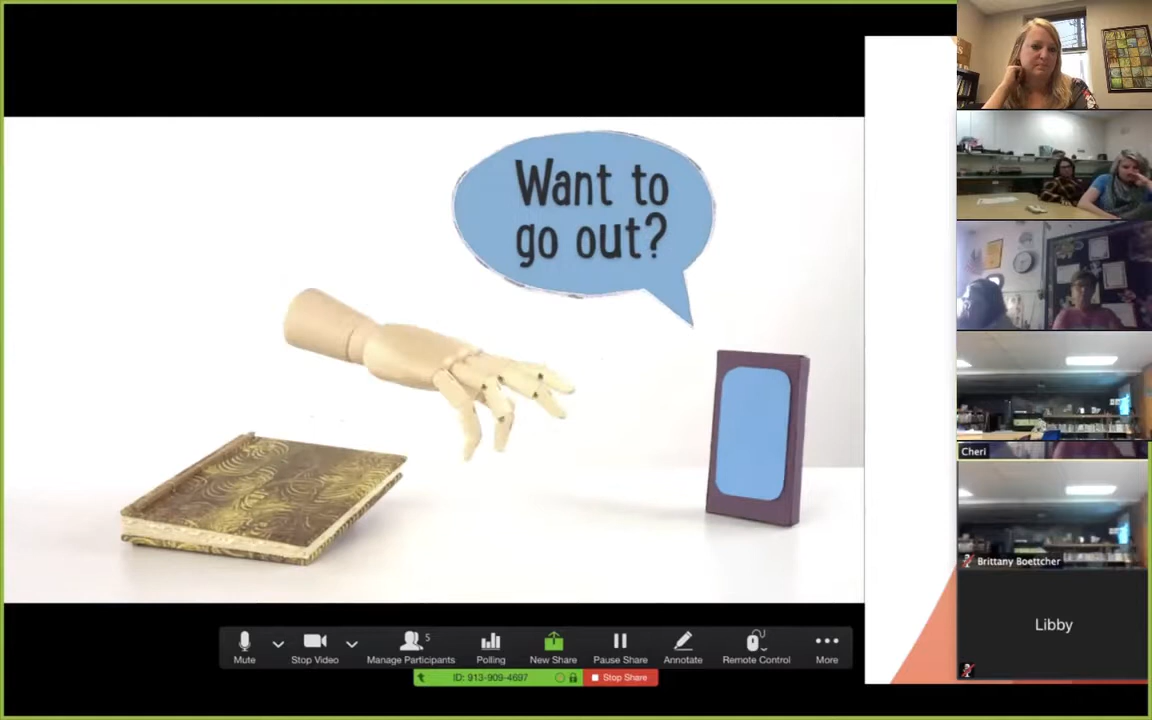 Want to
go out?
Cheri
Brittany Boettcher
Libby
5
Mute
Stop Video
Manage Participants
Polling
New Share
Pause Share
Annotate
Remote Control
More
ID: 913-909-4697
Stop Share